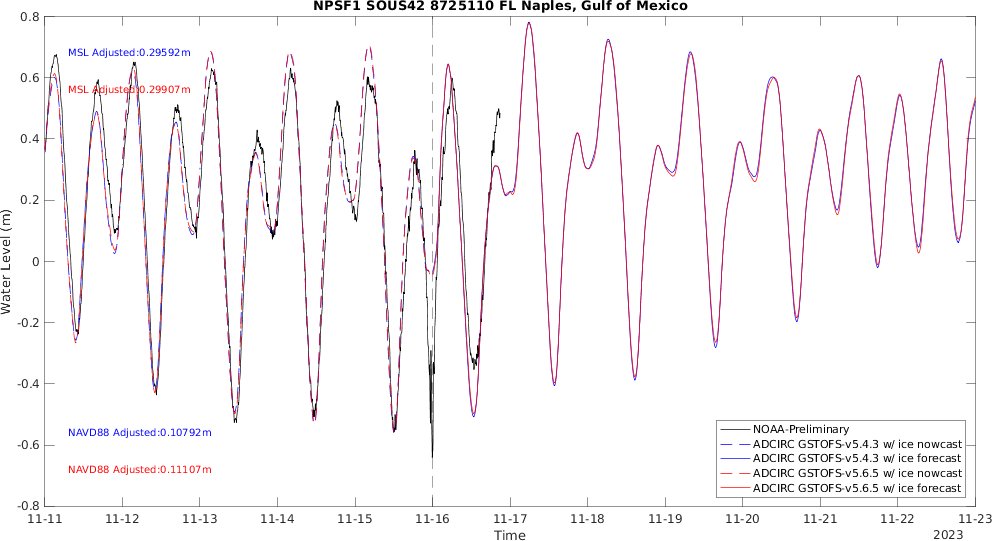 NPSF1 SOUS42 8725110 FL Naples, Gulf of Mexico
0.8
MSL Adjusted:0.29592m
0.6
MSL Adjusted:0.29907m
0.4
0.2
0
Water Level (m)
-0.2
-0.4
NAVD88 Adjusted:0.10792m
-0.6
NAVD88 Adjusted:0.11107m
-0.8
NOAA-Preliminary
ADCIRC GSTOFS-v5.4.3 w/ ice nowcast
ADCIRC GSTOFS-v5.4.3 w/ ice forecast
ADCIRC GSTOFS-v5.6.5 w/ ice nowcast
ADCIRC GSTOFS-v5.6.5 w/ ice forecast
11-11 11-12 11-13 11-14 11-15 11-16 11-17 11-18 11-19 11-20 11-21 11-22 11-23
Time
2023